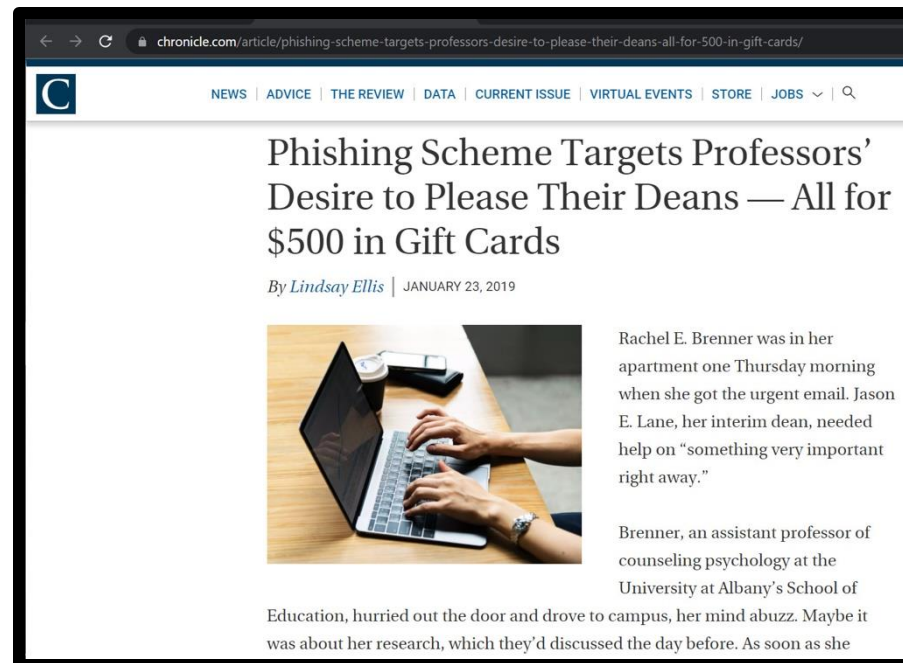 chronicle.com/article/phishing-scheme-targets-professors-desire-to-please-their-deans-all-for-500-in-gift-cards/
C
NEWS | ADVICE | THE REVIEW | DATA | CURRENT ISSUE | VIRTUAL EVENTS | STORE | JOBS
Phishing Scheme Targets Professors’
Desire to Please Their Deans — All for
$500 in Gift Cards
By Lindsay Ellis | JANUARY 23, 2019
Rachel E. Brenner was in her
apartment one Thursday morning
when she got the urgent email. Jason
E. Lane, her interim dean, needed
help on “something very important
right away.”
Brenner, an assistant professor of
counseling psychology at the
University at Albany’s School of
Education, hurried out the door and drove to campus, her mind abuzz. Maybe it
was about her research, which they’d discussed the day before. As soon as she